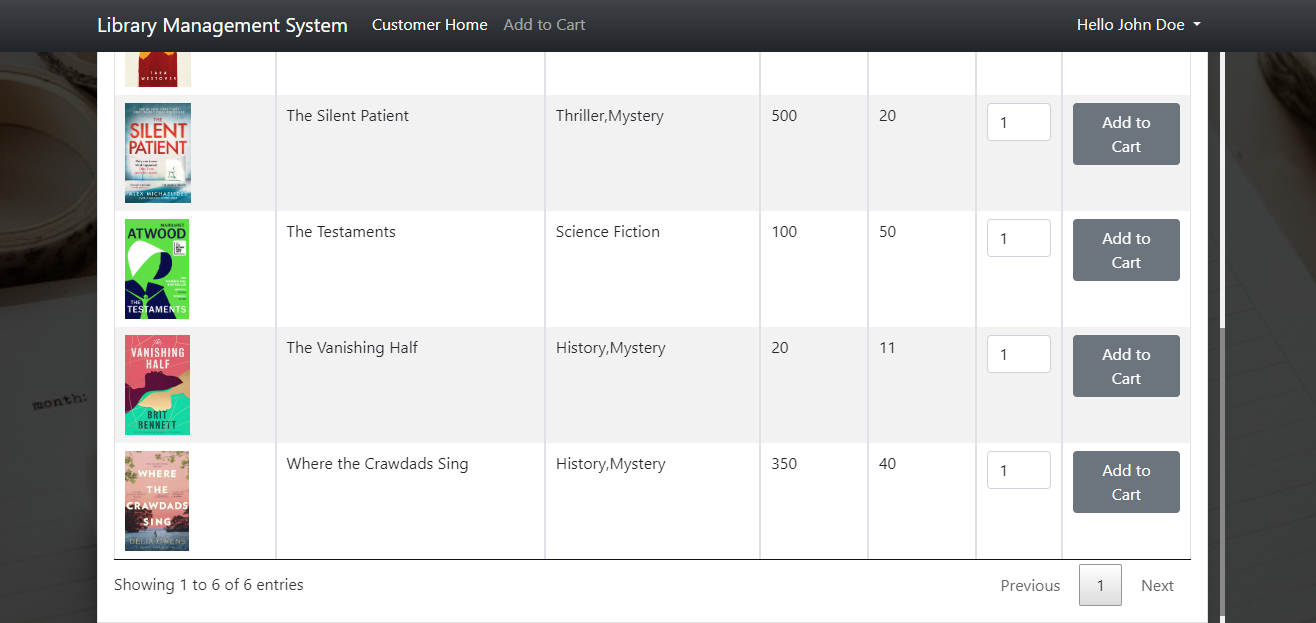 Library Management System Customer Home Add to Cart Hello John Doe
TARA
WESTOVER
The Silent Patient Thriller,Mystery 500 20 1 Add to
Cart
THE
SILENT
PATIENT
ALEX MICHAELIDES
The Testaments Science Fiction 100 50 1 Add to
Cart
MARGARET
ATWOOD
THE
TESTAMENTS
The Vanishing Half History,Mystery 20 11 1 Add to
Cart
The
VANISHING
HALF
BRIT
BENNETT
month:
Where the Crawdads Sing History,Mystery 350 40 1 Add to
Cart
WHERE
THE
CRAWDADS
SING
DELIA OWENS
Showing 1 to 6 of 6 entries Previous 1 Next